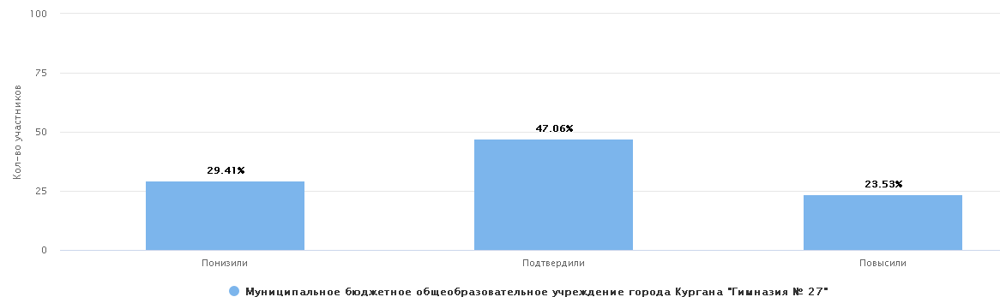 100
75
50
25
0
Кол-во участников
29.41%
47.06%
23.53%
Понизили
Подтвердили
Повысили
Муниципальное бюджетное общеобразовательное учреждение города Кургана "Гимназия № 27"